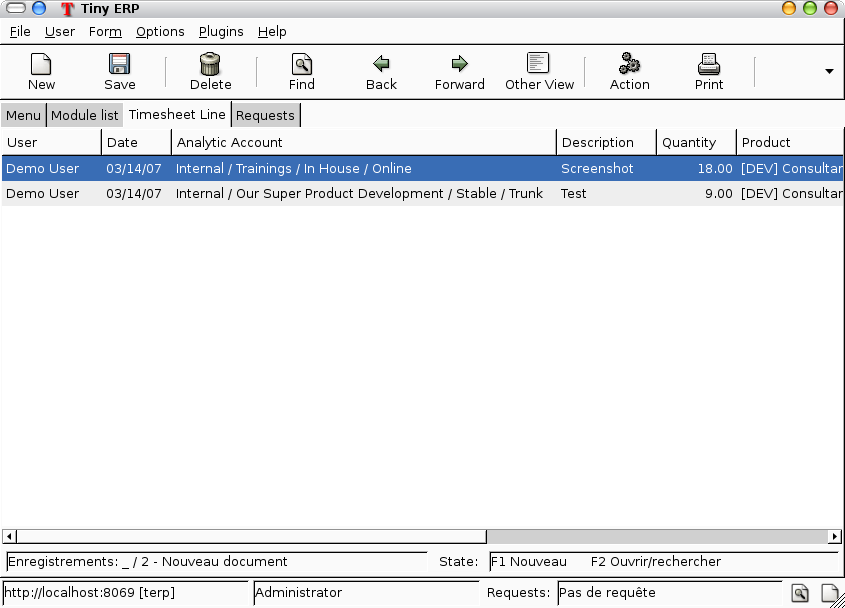 Tiny ERP
File User Form Options Plugins Help
New Save Delete Find Back Forward Other View Action Print
Menu Module list Timesheet Line Requests
User Date Analytic Account Description Quantity Product
Demo User 03/14/07 Internal / Trainings / In House / Online Screenshot 18.00 [DEV] Consultar
Demo User 03/14/07 Internal / Our Super Product Development / Stable / Trunk Test 9.00 [DEV] Consultar
Enregistrements: _ / 2 - Nouveau document State: F1 Nouveau F2 Ouvrir/rechercher
http://localhost:8069 [terp] Administrator Requests: Pas de requête